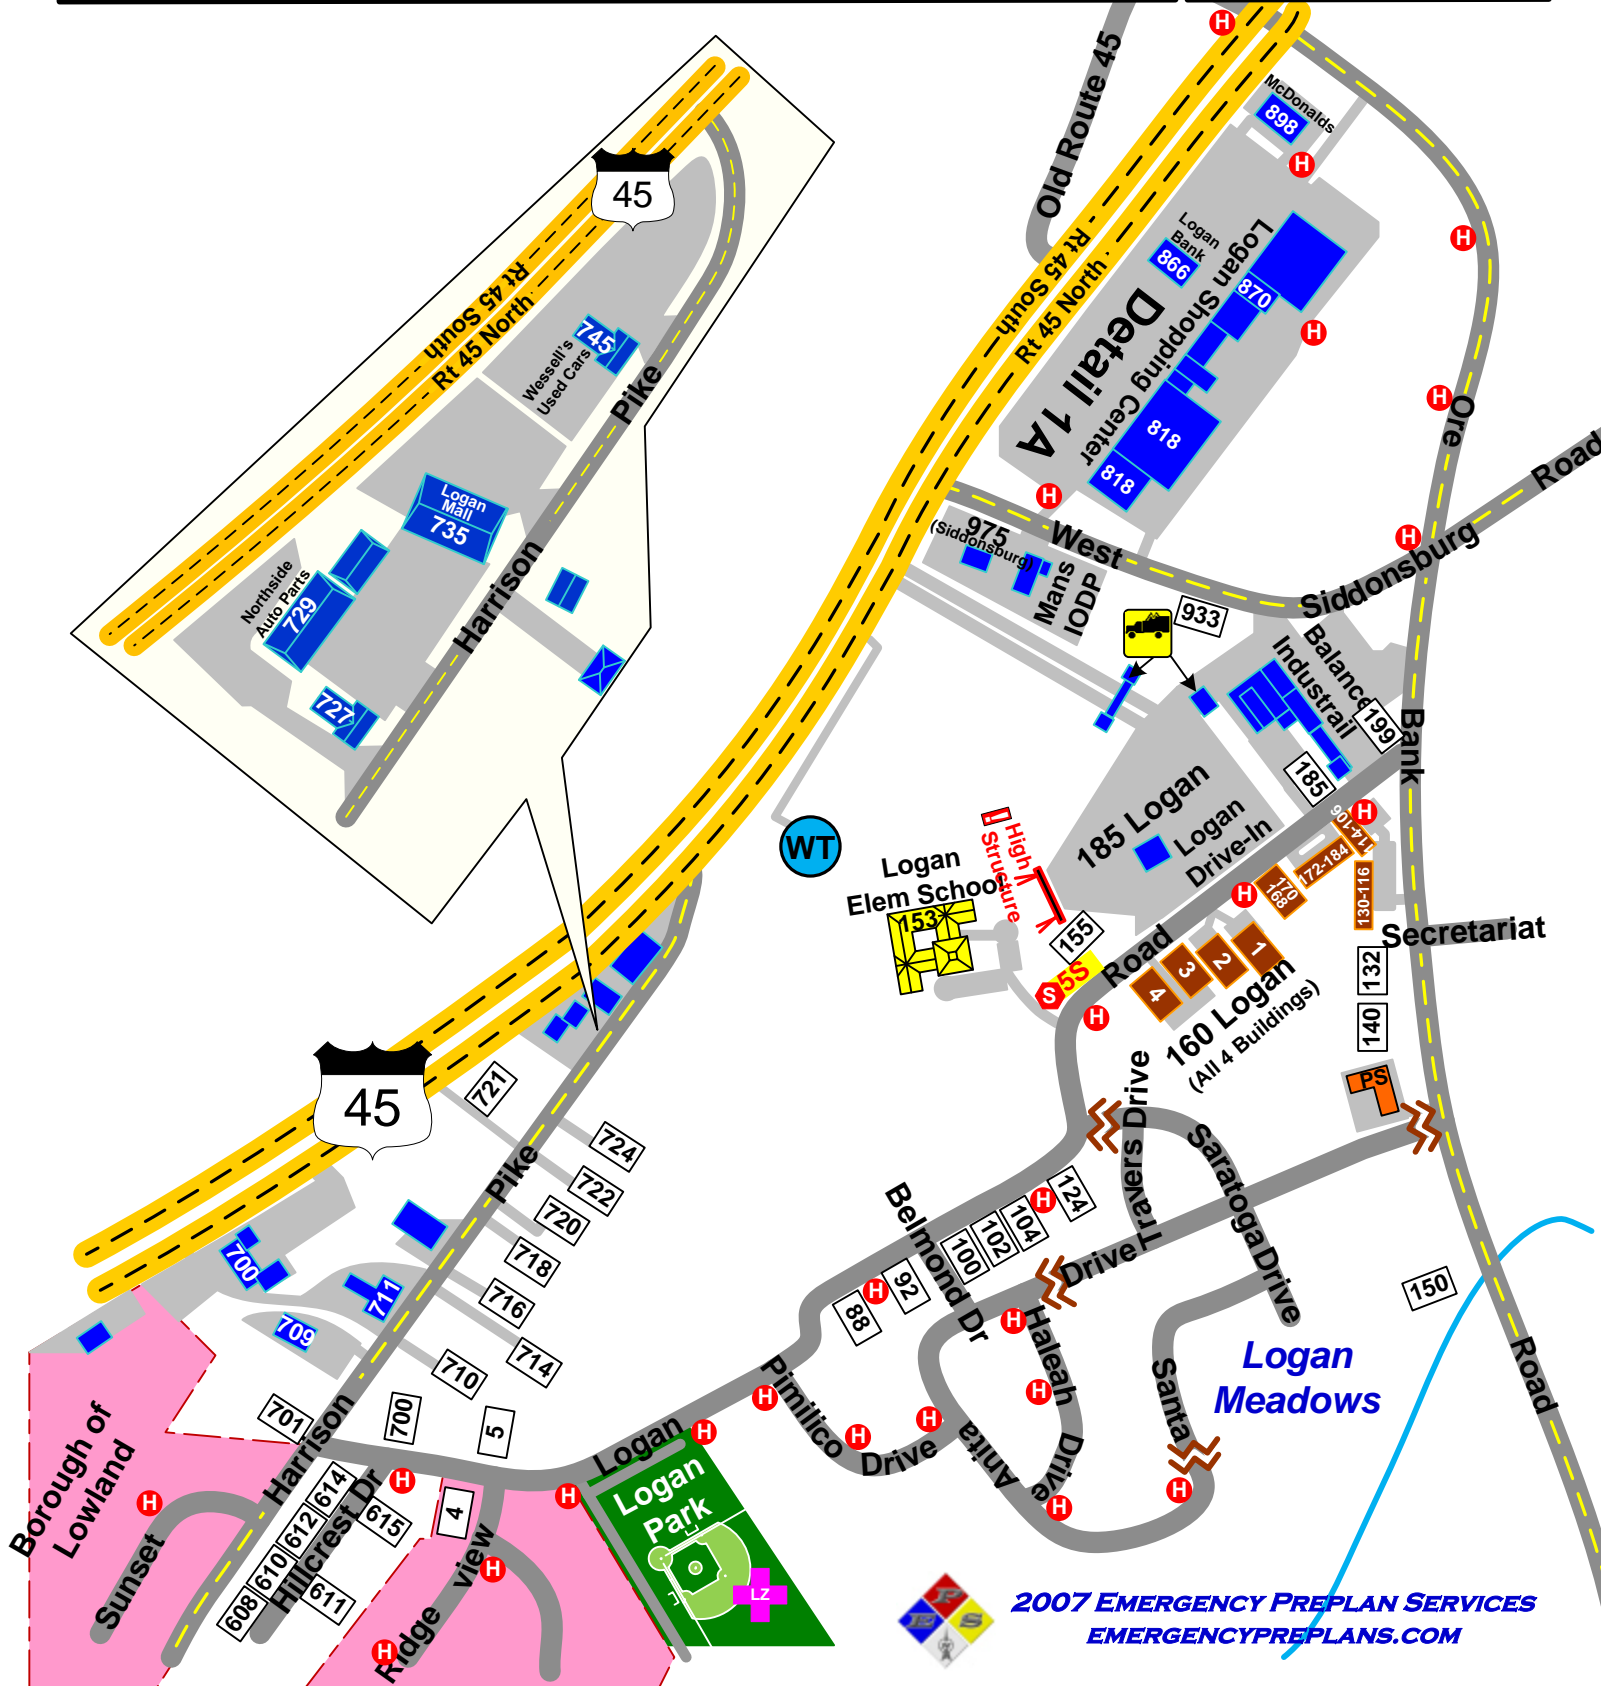 45
Rt 45 South
Rt 45 North
745
Wessell's
Used Cars
Pike
Logan
Mall
735
Northside
Auto Parts
729
Harrison
727
Old Route 45
H
McDonalds
898
H
Rt 45 South
Rt 45 North
Logan
Bank
866
Logan Shopping Center
870
Detail 1A
818
818
H
H
H
H
Ore
Road
H
West
Siddonsburg
975
(Siddonsburg)
Mans
IODP
933
Balance
Industrail
199
185
Bank
WT
High
Structure
185 Logan
Logan
Drive-In
H
114-106
172-184
170
168
130-116
H
Logan
Elem School
153
155
5S
S
Road
H
1
2
3
4
160 Logan
(All 4 Buildings)
Secretariat
132
140
PS
45
721
724
722
720
718
716
714
710
Pike
700
711
709
701
700
5
Harrison
Borough of
Lowland
Sunset
H
614
612
610
608
Hillcrest Dr
615
611
H
4
Ridge
view
H
H
Logan
H
H
Logan
Park
LZ
H
Pimilico
Drive
H
H
88
H
92
Belmond Dr
100
102
104
H
124
Travers Drive
Saratoga
Drive
Drive
H
Haleah
Drive
H
H
Anita
Santa
H
Logan
Meadows
150
Road
F
E
S
2007 Emergency Preplan Services
emergencypreplans.com